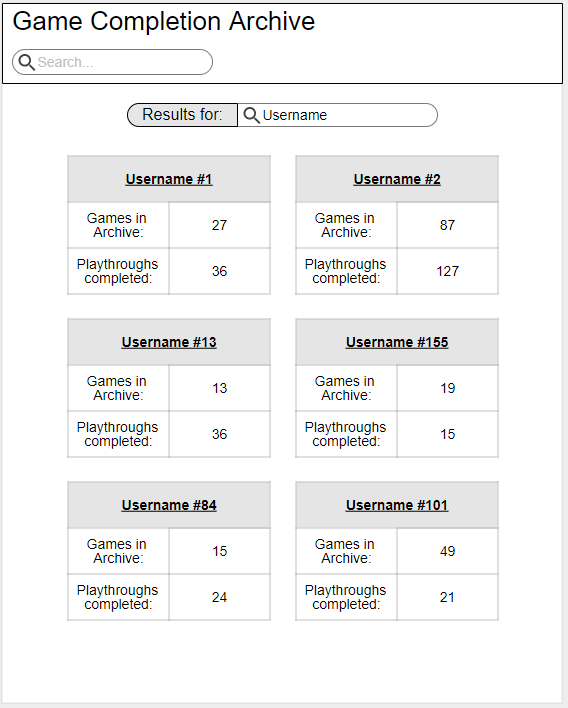 Game Completion Archive
Search...
Results for:
Username
Username #1
Games in
Archive:
27
Playthroughs
completed:
36
Username #2
Games in
Archive:
87
Playthroughs
completed:
127
Username #13
Games in
Archive:
13
Playthroughs
completed:
36
Username #155
Games in
Archive:
19
Playthroughs
completed:
15
Username #84
Games in
Archive:
15
Playthroughs
completed:
24
Username #101
Games in
Archive:
49
Playthroughs
completed:
21